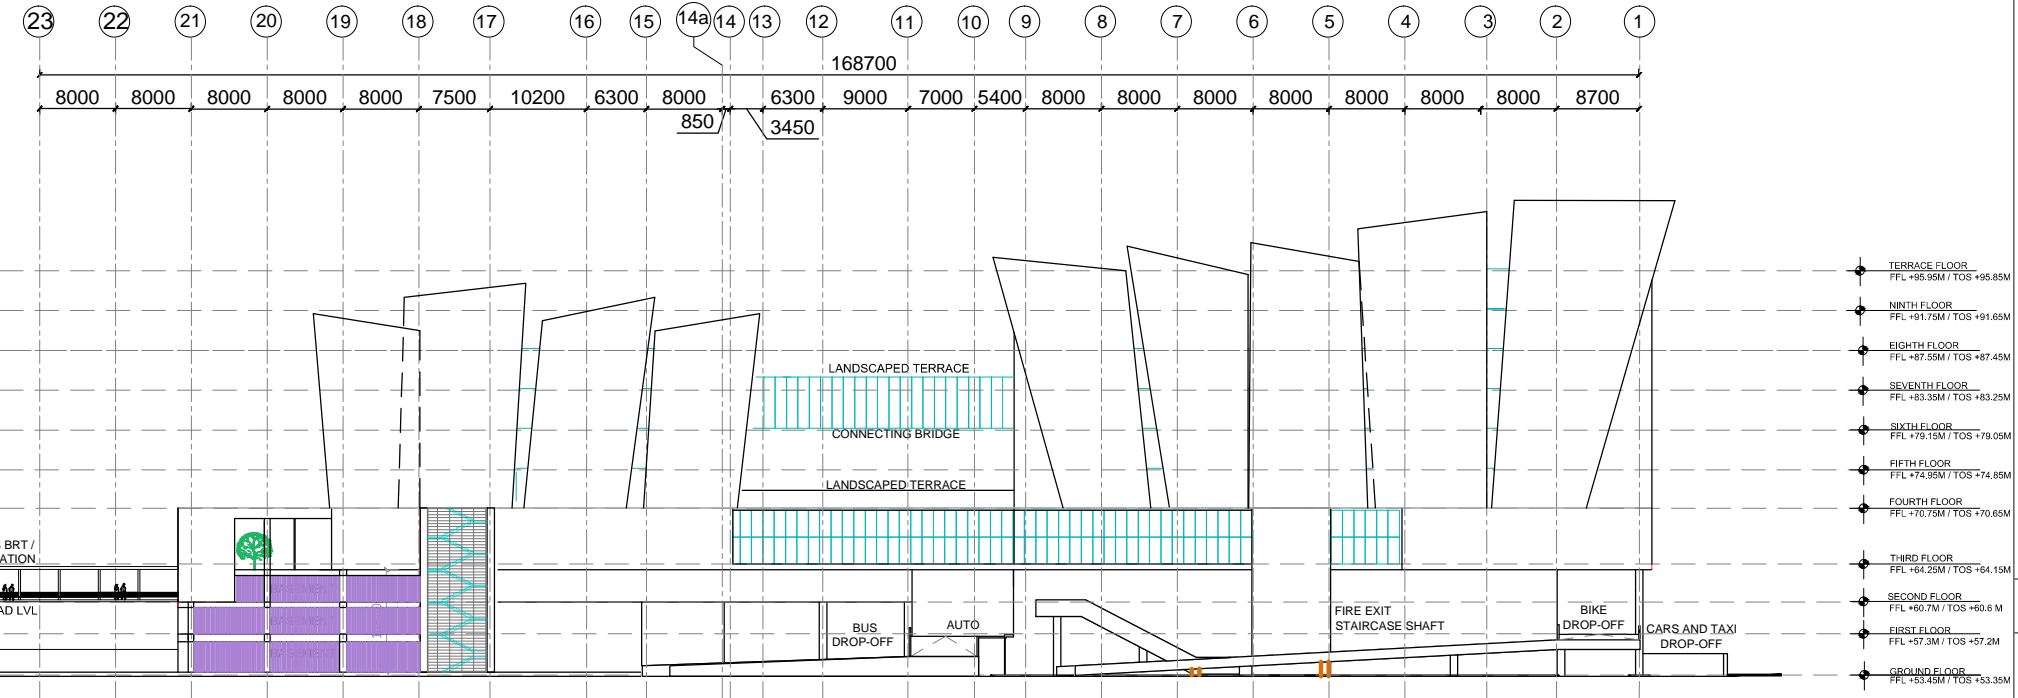 23 22 21 20 19 18 17 16 15 14a 14 13 12 11 10 9 8 7 6 5 4 3 2 1
168700
8000 8000 8000 8000 8000 7500 10200 6300 8000 6300 9000 7000 5400 8000 8000 8000 8000 8000 8000 8000 8700
850 3450
TERRACE FLOOR
FFL +95.95M / TOS +95.85M
NINTH FLOOR
FFL +91.75M / TOS +91.65M
EIGHTH FLOOR
FFL +87.55M / TOS +87.45M
LANDSCAPED TERRACE
SEVENTH FLOOR
FFL +83.35M / TOS +83.25M
SIXTH FLOOR
FFL +79.15M / TOS +79.05M
CONNECTING BRIDGE
FIFTH FLOOR
FFL +74.95M / TOS +74.85M
LANDSCAPED TERRACE
FOURTH FLOOR
FFL +70.75M / TOS +70.65M
BRT /
ATION
THIRD FLOOR
FFL +64.25M / TOS +64.15M
SECOND FLOOR
FFL +60.7M / TOS +60.6 M
AD LVL
FIRE EXIT
STAIRCASE SHAFT
BIKE
DROP-OFF
BUS
DROP-OFF
AUTO
CARS AND TAXI
DROP-OFF
FIRST FLOOR
FFL +57.3M / TOS +57.2M
GROUND FLOOR
FFL +53.45M / TOS +53.35M